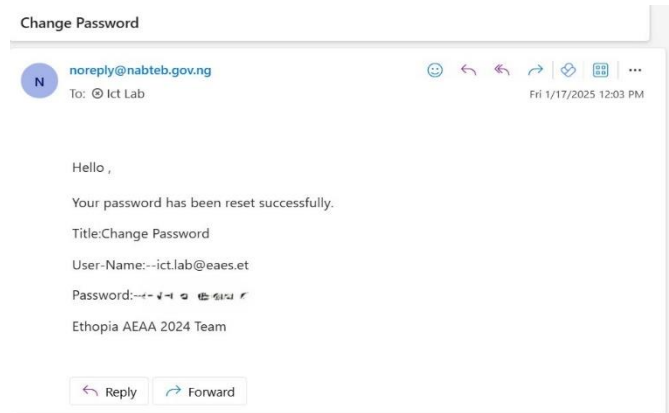 Change Password
N
noreply@nabteb.gov.ng
To: Ict Lab
Fri 1/17/2025 12:03 PM
Hello ,
Your password has been reset successfully.
Title:Change Password
User-Name:--ict.lab@eaes.et
Password:--
Ethopia AEAA 2024 Team
Reply
Forward